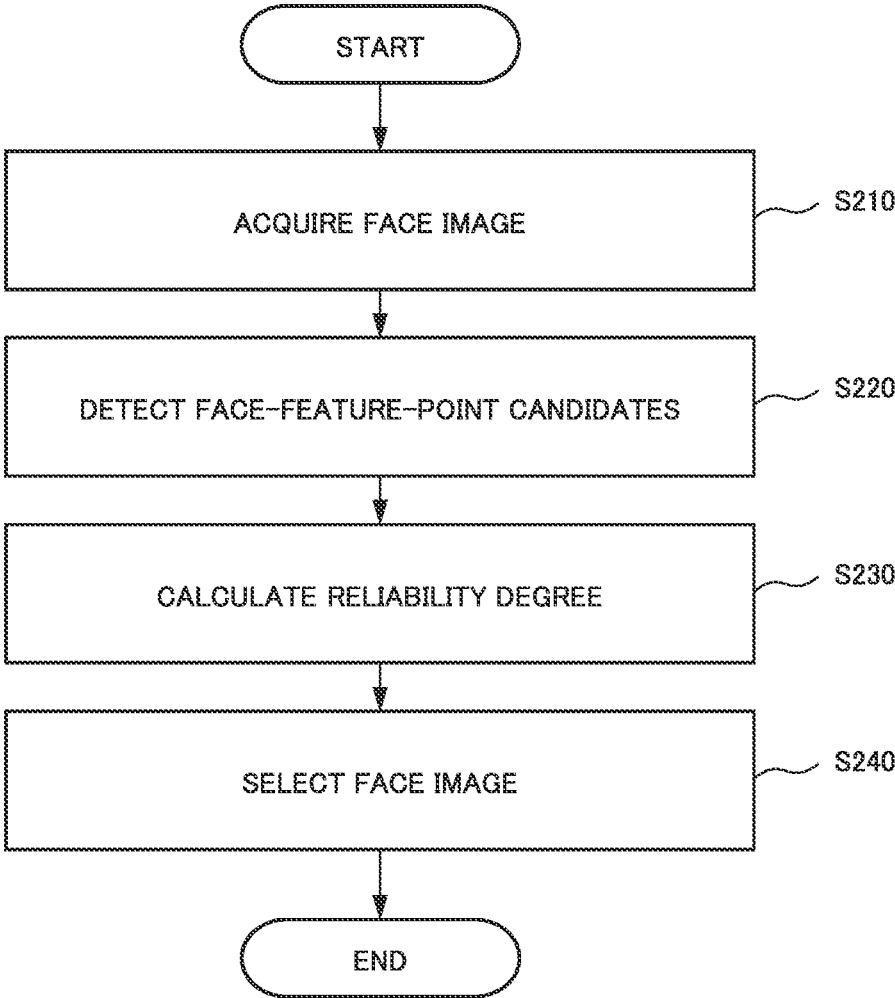 START
ACQUIRE FACE IMAGE
S210
DETECT FACE-FEATURE-POINT CANDIDATES
S220
CALCULATE RELIABILITY DEGREE
S230
SELECT FACE IMAGE
S240
END